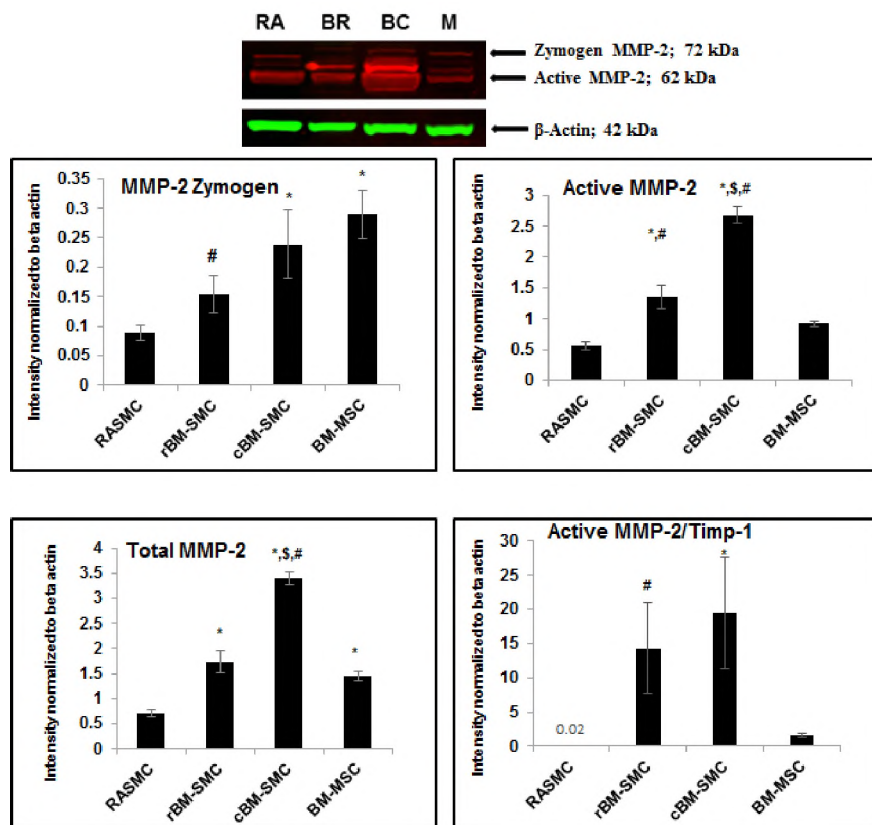 RA BR BC M
Zymogen MMP-2; 72 kDa
Active MMP-2; 62 kDa
β-Actin; 42 kDa
MMP-2 Zymogen
Intensity normalized to beta actin
0.35
0.3
0.25
0.2
0.15
0.1
0.05
0
#
*
*
RASMC
rBM-SMC
cBM-SMC
BM-MSC
Active MMP-2
Intensity normalized to beta actin
3
2.5
2
1.5
1
0.5
0
*,#
*,$,#
RASMC
rBM-SMC
cBM-SMC
BM-MSC
Total MMP-2
Intensity normalized to beta actin
4
3.5
3
2.5
2
1.5
1
0.5
0
*
*,$,#
*
RASMC
rBM-SMC
cBM-SMC
BM-MSC
Active MMP-2/Timp-1
Intensity normalized to beta actin
30
25
20
15
10
5
0
0.02
#
*
RASMC
rBM-SMC
cBM-SMC
BM-MSC